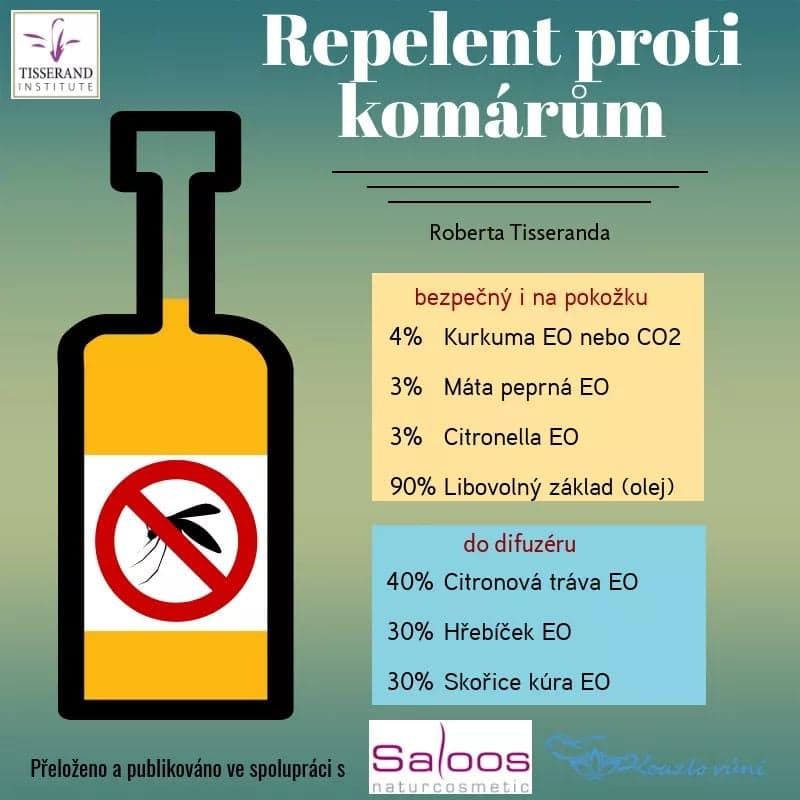 TISSERAND
INSTITUTE
Repelent proti
komárům
Roberta Tisseranda
bezpečný i na pokožku
4% Kurkuma EO nebo CO2
3% Máta peprná EO
3% Citronella EO
90% Libovolný základ (olej)
do difuzéru
40% Citronová tráva EO
30% Hřebíček EO
30% Skořice kúra EO
Přeloženo a publikováno ve spolupráci s
Saloos
naturcosmetic
Kouzlo vůní